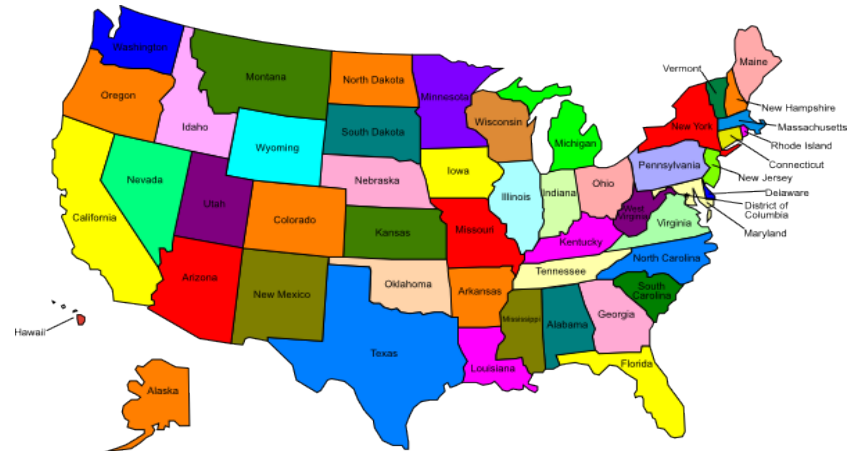 Washington
Montana
North Dakota
Minnesota
Vermont
Maine
Oregon
Idaho
Wyoming
South Dakota
Wisconsin
Michigan
New York
New Hampshire
Massachusetts
Rhode Island
Connecticut
New Jersey
Delaware
District of
Columbia
Maryland
Nevada
Utah
Colorado
Nebraska
Iowa
Illinois
Indiana
Ohio
Pennsylvania
West
Virginia
Virginia
California
Kansas
Missouri
Kentucky
North Carolina
Tennessee
South
Carolina
Arizona
New Mexico
Oklahoma
Arkansas
Mississippi
Alabama
Georgia
Hawaii
Texas
Louisiana
Florida
Alaska